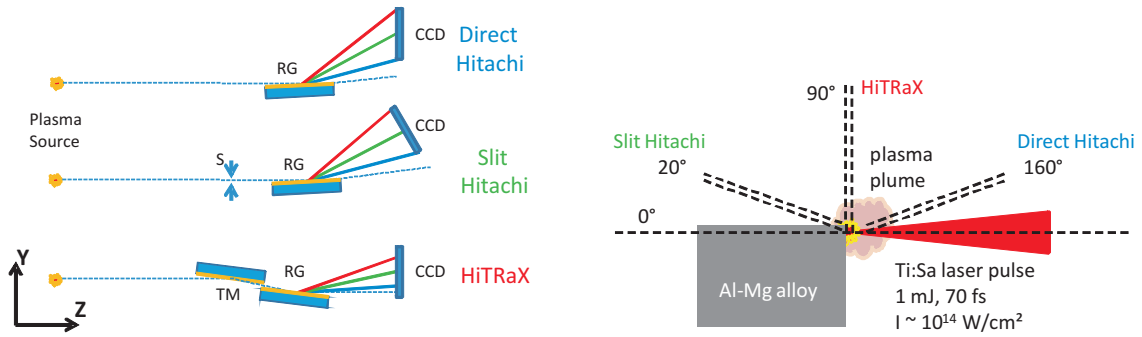 CCD
Direct
Hitachi
RG
Plasma
Source
CCD
S
RG
Slit
Hitachi
Y
Z
TM
RG
CCD
HiTRaX
90°
HiTRaX
Slit Hitachi
20°
plasma
plume
Direct Hitachi
160°
0°
Al-Mg alloy
Ti:Sa laser pulse
1 mJ, 70 fs
I ~ 10¹⁴ W/cm²